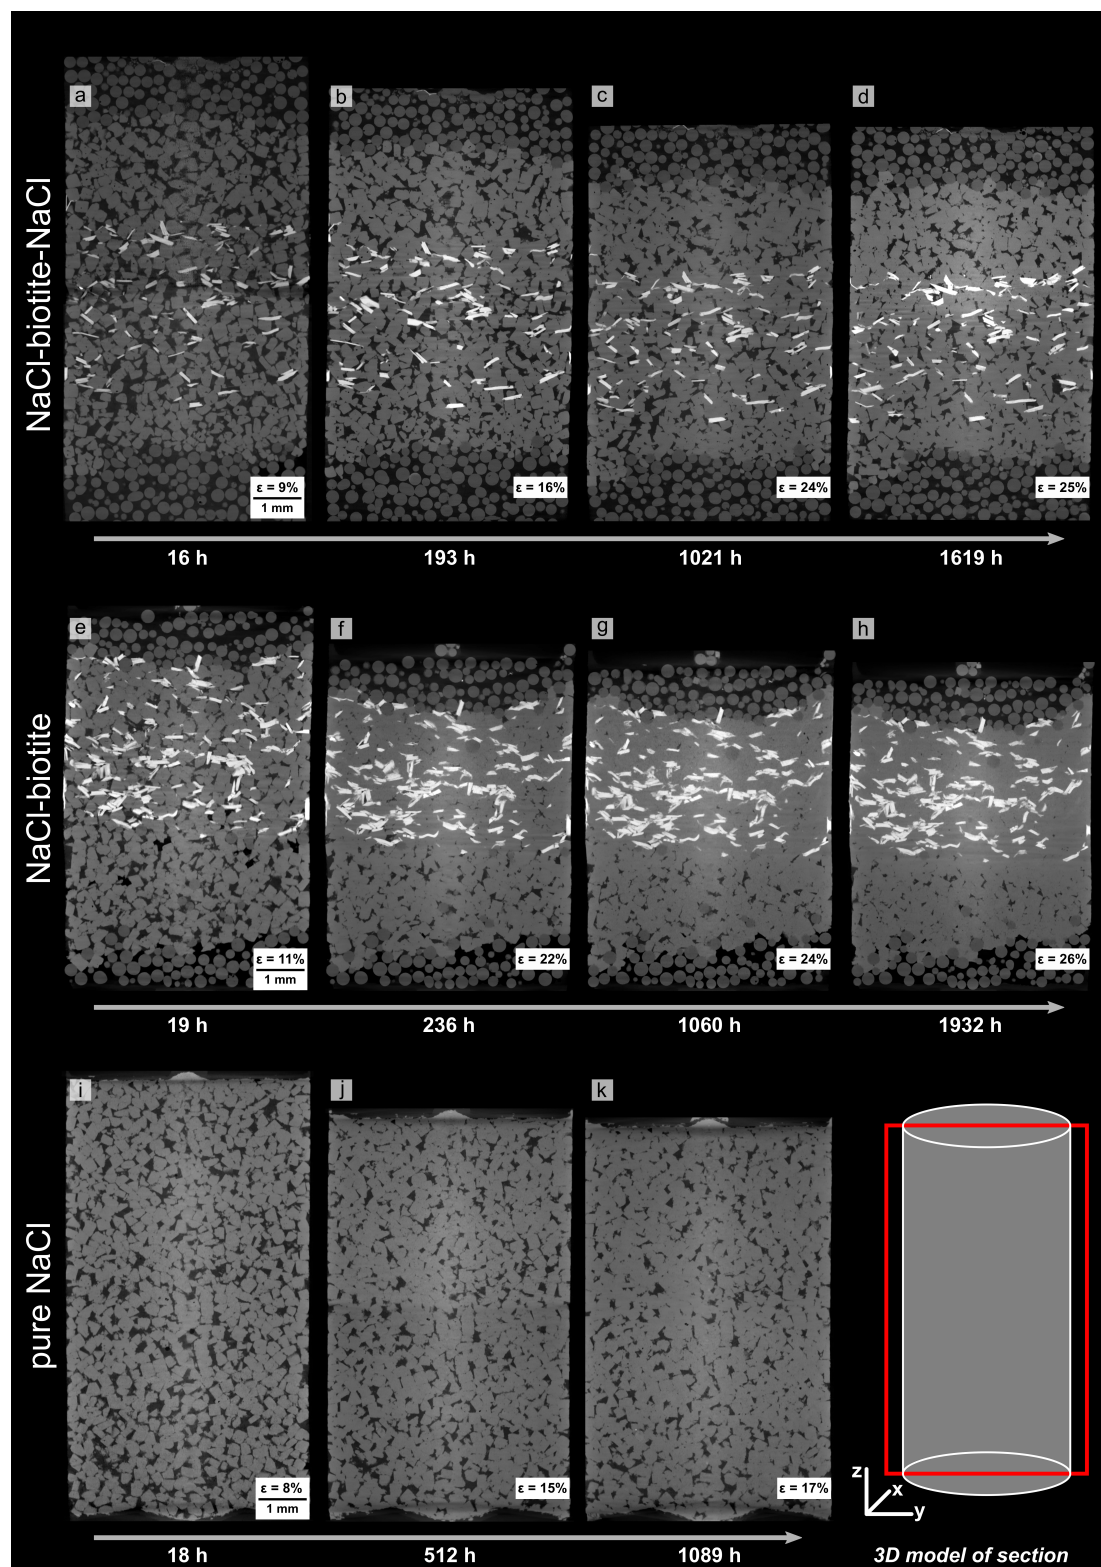 NaCl-biotite-NaCl
a
b
c
d
ε = 9%
1 mm
ε = 16%
ε = 24%
ε = 25%
16 h
193 h
1021 h
1619 h
NaCl-biotite
e
f
g
h
ε = 11%
1 mm
ε = 22%
ε = 24%
ε = 26%
19 h
236 h
1060 h
1932 h
pure NaCl
i
j
k
ε = 8%
1 mm
ε = 15%
ε = 17%
z
x
y
18 h
512 h
1089 h
3D model of section